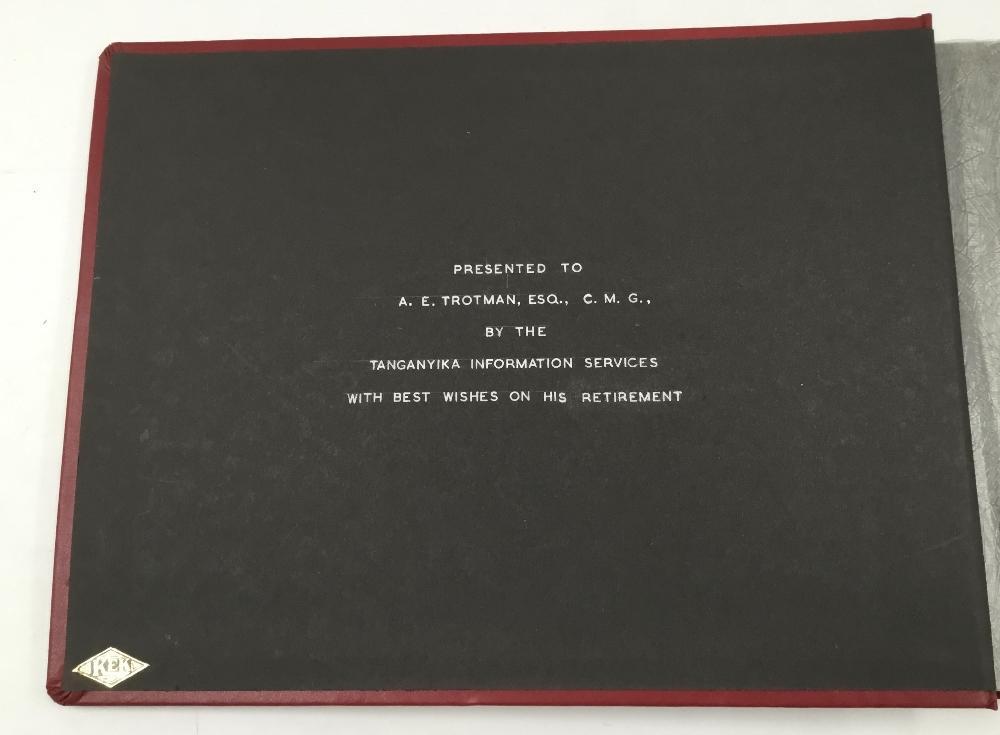 PRESENTED TO
A. E. TROTMAN, ESQ., C. M. G.,
BY THE
TANGANYIKA INFORMATION SERVICES
WITH BEST WISHES ON HIS RETIREMENT
KEK